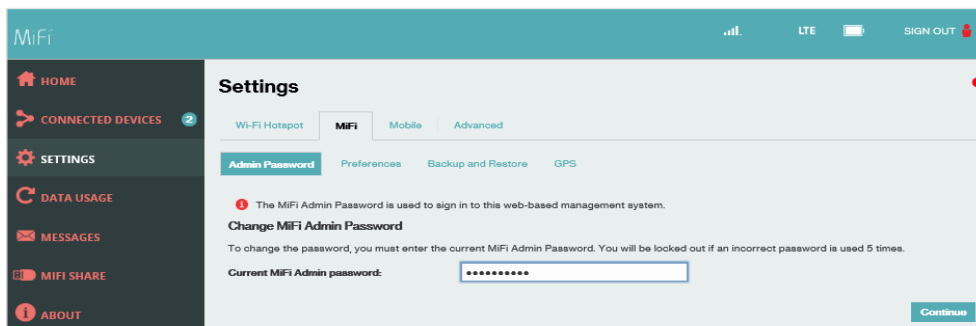 MiFi
LTE
SIGN OUT
HOME
CONNECTED DEVICES 2
SETTINGS
DATA USAGE
MESSAGES
MIFI SHARE
ABOUT
Settings
Wi-Fi Hotspot MiFi Mobile Advanced
Admin Password Preferences Backup and Restore GPS
The MiFi Admin Password is used to sign in to this web-based management system.
Change MiFi Admin Password
To change the password, you must enter the current MiFi Admin Password. You will be locked out if an incorrect password is used 5 times.
Current MiFi Admin password: ••••••••••
Continue